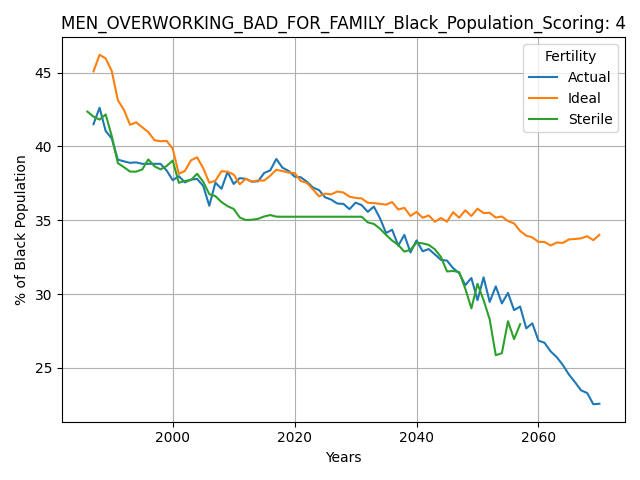 MEN_OVERWORKING_BAD_FOR_FAMILY_Black_Population_Scoring: 4
Fertility
Actual
Ideal
Sterile
% of Black Population
45
40
35
30
25
2000
2020
2040
2060
Years